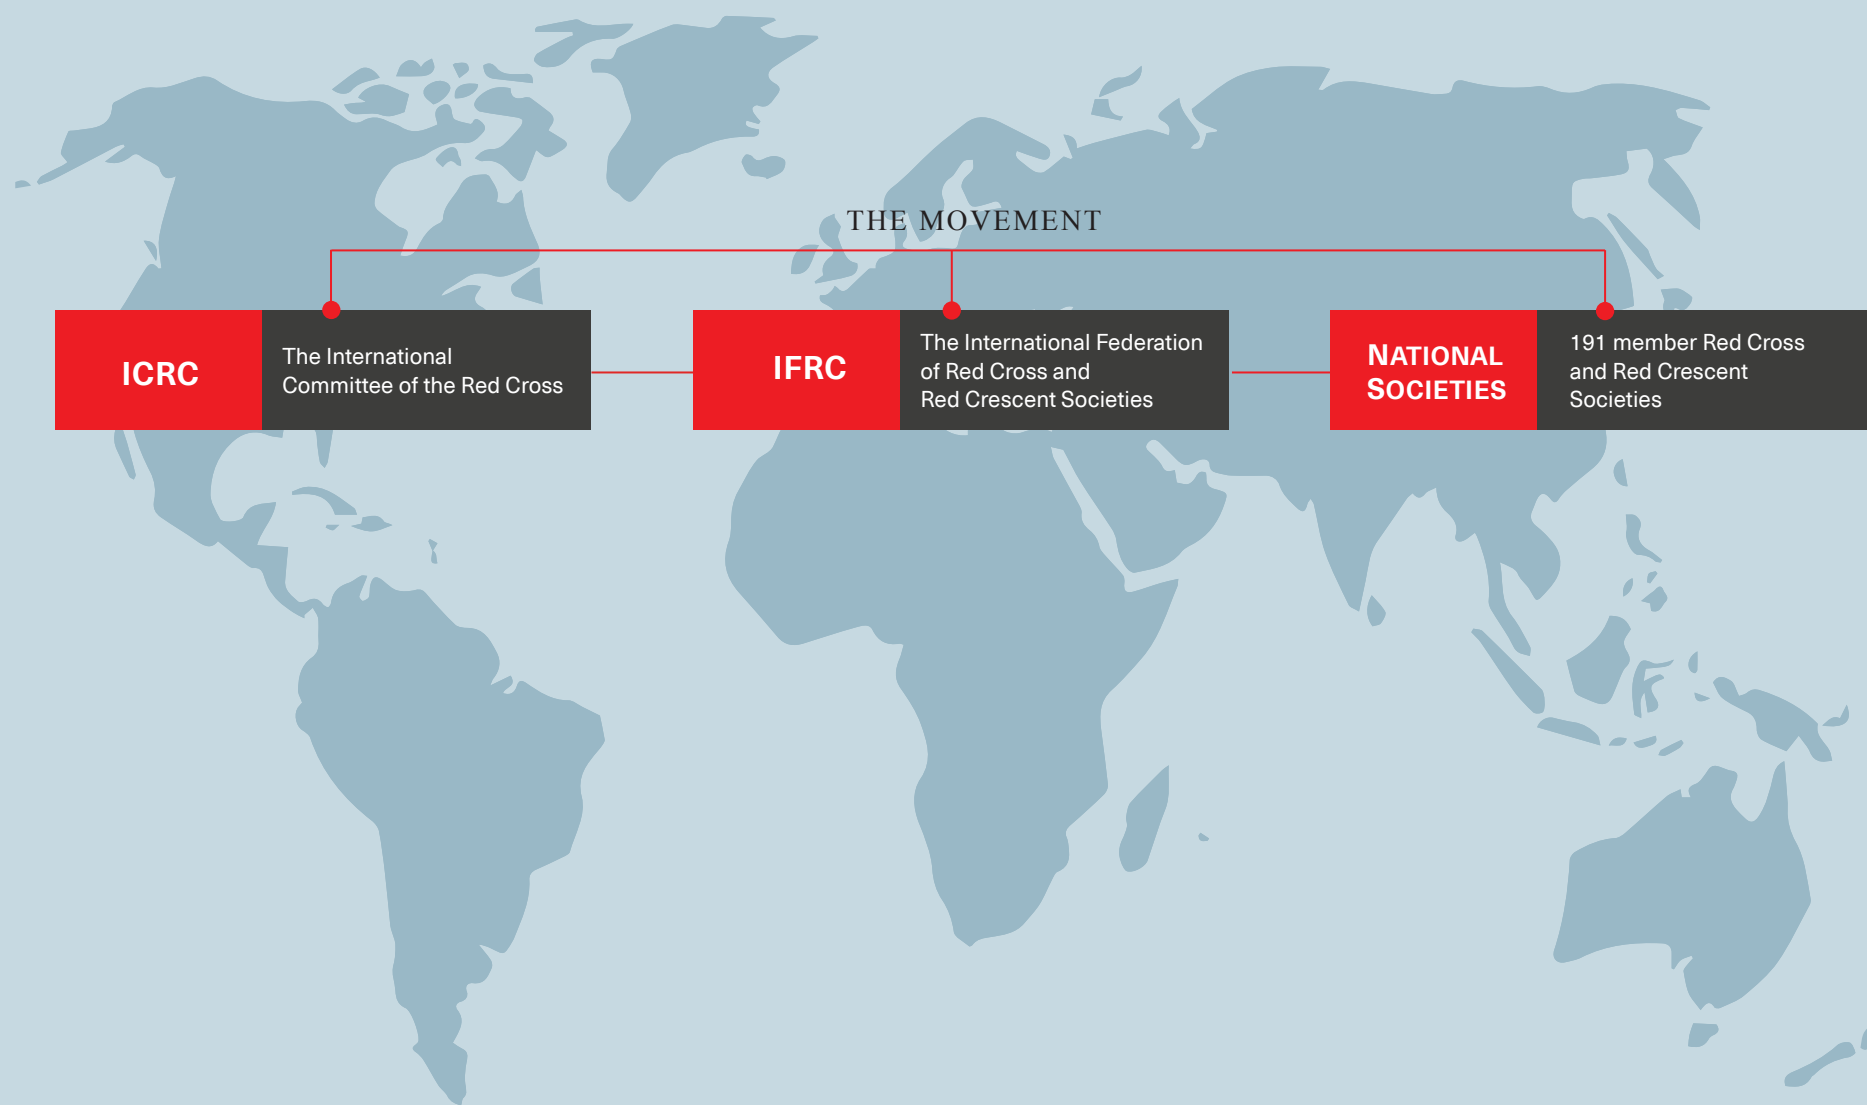 THE MOVEMENT
ICRC
The International
Committee of the Red Cross
IFRC
The International Federation
of Red Cross and
Red Crescent Societies
NATIONAL
SOCIETIES
191 member Red Cross
and Red Crescent
Societies